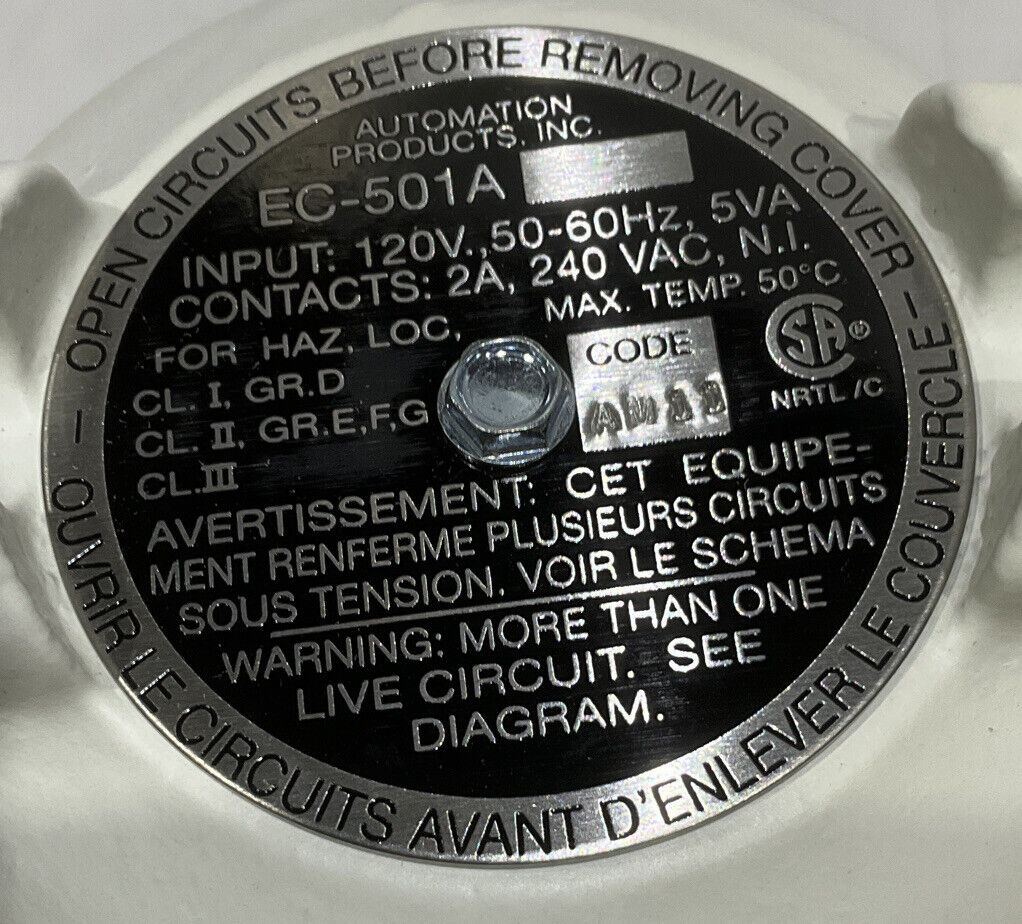 — OPEN CIRCUITS BEFORE REMOVING COVER —
AUTOMATION
PRODUCTS, INC.
EC-501A
INPUT: 120V.,50-60Hz, 5VA
CONTACTS: 2A, 240 VAC, N.I.
MAX. TEMP. 50°C
FOR HAZ. LOC,
CL. I, GR.D
CL. II, GR.E,F,G
CL.III
CODE
CSA®
NRTL /C
AVERTISSEMENT: CET EQUIPE-
MENT RENFERME PLUSIEURS CIRCUITS
SOUS TENSION. VOIR LE SCHEMA
WARNING: MORE THAN ONE
LIVE CIRCUIT. SEE
DIAGRAM.
OUVRIR LE CIRCUITS AVANT D'ENLEVER LE COUVERCLE